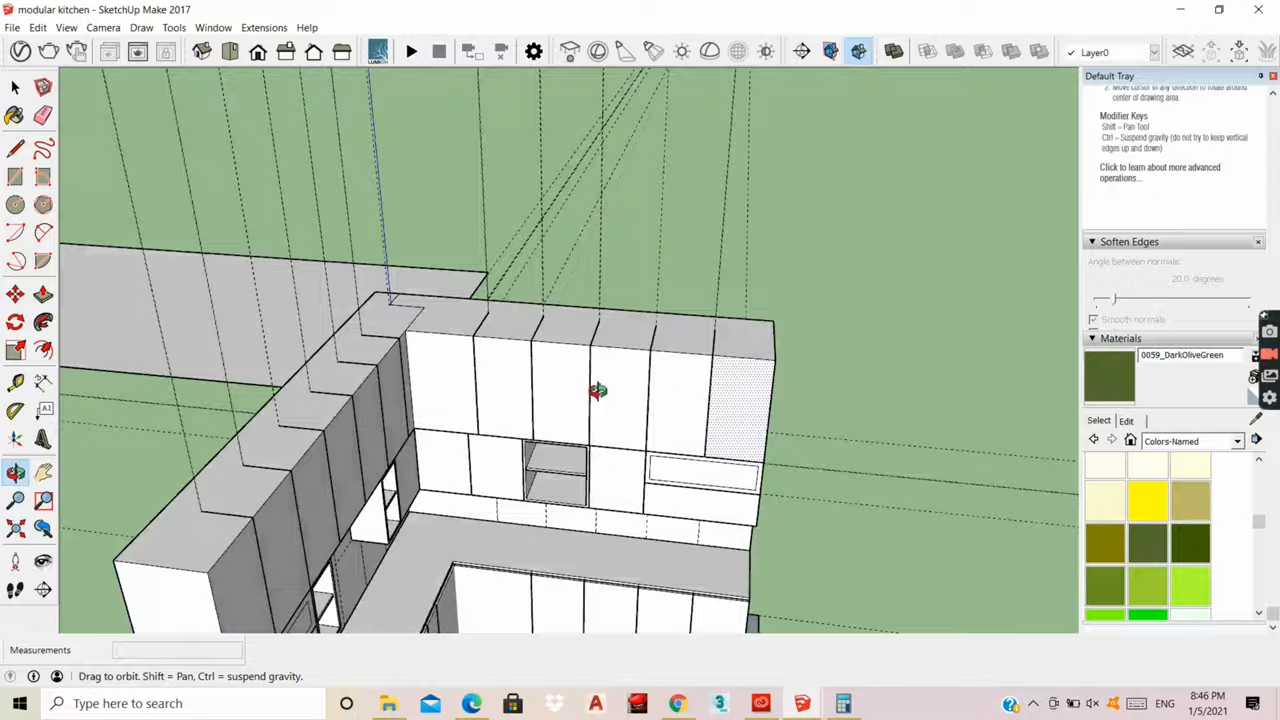 modular kitchen - SketchUp Make 2017
File Edit View Camera Draw Tools Window Extensions Help
LUMION
Layer0
Default Tray
2. Move cursor in any direction to rotate around
center of drawing area.
Modifier Keys
Shift = Pan Tool
Ctrl = Suspend gravity (do not try to keep vertical
edges up and down)
Click to learn about more advanced
operations...
Soften Edges
Angle between normals:
20.0 degrees
Smooth normals
Materials
0059_DarkOliveGreen
Select Edit
Colors-Named
A1
Measurements
Drag to orbit. Shift = Pan, Ctrl = suspend gravity.
Type here to search
ENG
8:46 PM
1/5/2021